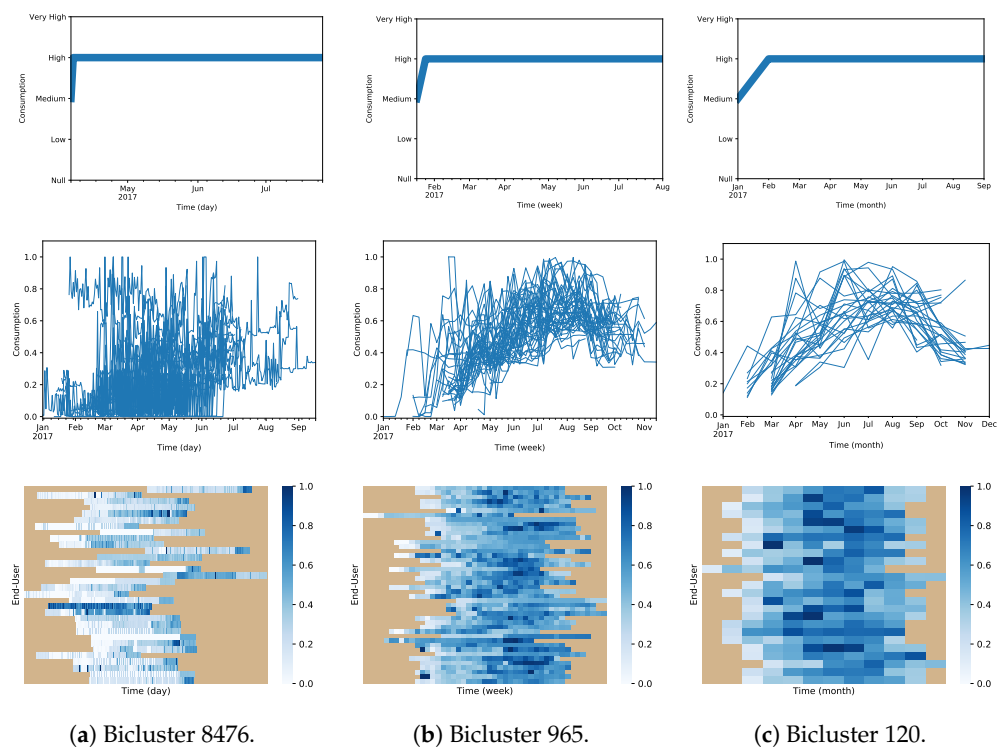 Very High
High
Medium
Low
Null
Consumption
May
2017
Jun
Jul
Time (day)
Very High
High
Medium
Low
Null
Consumption
Feb
2017
Mar
Apr
May
Jun
Jul
Aug
Time (week)
Very High
High
Medium
Low
Null
Consumption
Jan
2017
Feb
Mar
Apr
May
Jun
Jul
Aug
Sep
Time (month)
1.0
0.8
0.6
0.4
0.2
0.0
Consumption
Jan
2017
Feb
Mar
Apr
May
Jun
Jul
Aug
Sep
Time (day)
1.0
0.8
0.6
0.4
0.2
0.0
Consumption
Jan
2017
Feb
Mar
Apr
May
Jun
Jul
Aug
Sep
Oct
Nov
Time (week)
1.0
0.8
0.6
0.4
0.2
0.0
Consumption
Jan
2017
Feb
Mar
Apr
May
Jun
Jul
Aug
Sep
Oct
Nov
Dec
Time (month)
End-User
Time (day)
1.0
0.8
0.6
0.4
0.2
0.0
End-User
Time (week)
1.0
0.8
0.6
0.4
0.2
0.0
End-User
Time (month)
1.0
0.8
0.6
0.4
0.2
0.0
(a) Bicluster 8476.
(b) Bicluster 965.
(c) Bicluster 120.